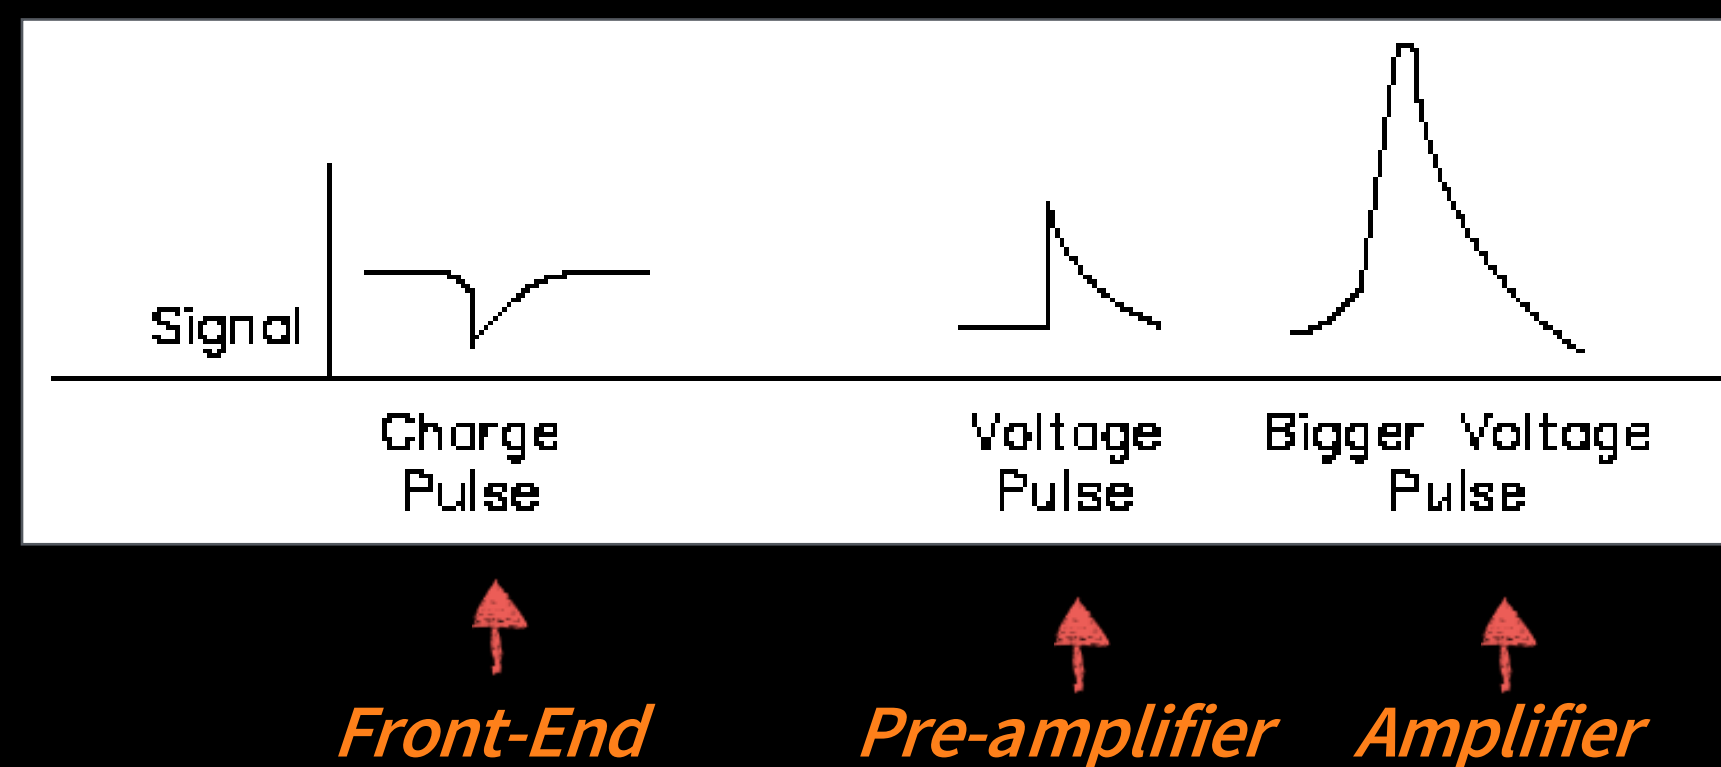 Signal
Charge
Pulse
Voltage
Pulse
Bigger Voltage
Pulse
Front-End
Pre-amplifier
Amplifier